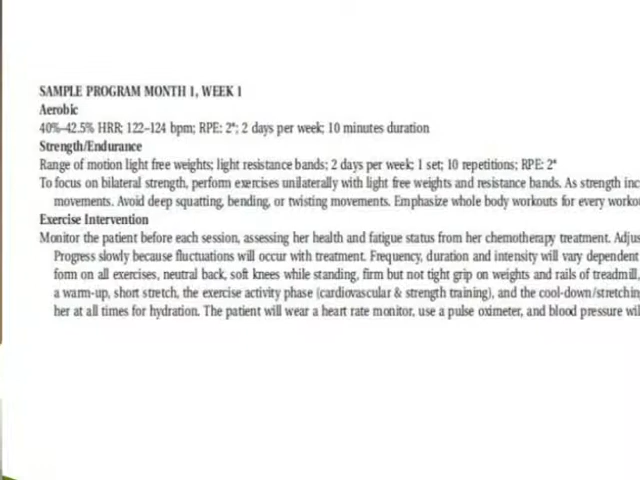 SAMPLE PROGRAM MONTH 1, WEEK 1
Aerobic
40%–42.5% HRR; 122–124 bpm; RPE: 2*; 2 days per week; 10 minutes duration
Strength/Endurance
Range of motion light free weights; light resistance bands; 2 days per week; 1 set; 10 repetitions; RPE: 2*
To focus on bilateral strength, perform exercises unilaterally with light free weights and resistance bands. As strength inc
movements. Avoid deep squatting, bending, or twisting movements. Emphasize whole body workouts for every worko
Exercise Intervention
Monitor the patient before each session, assessing her health and fatigue status from her chemotherapy treatment. Adjus
Progress slowly because fluctuations will occur with treatment. Frequency, duration and intensity will vary dependent
form on all exercises, neutral back, soft knees while standing, firm but not tight grip on weights and rails of treadmill,
a warm-up, short stretch, the exercise activity phase (cardiovascular & strength training), and the cool-down/stretchin
her at all times for hydration. The patient will wear a heart rate monitor, use a pulse oximeter, and blood pressure wil